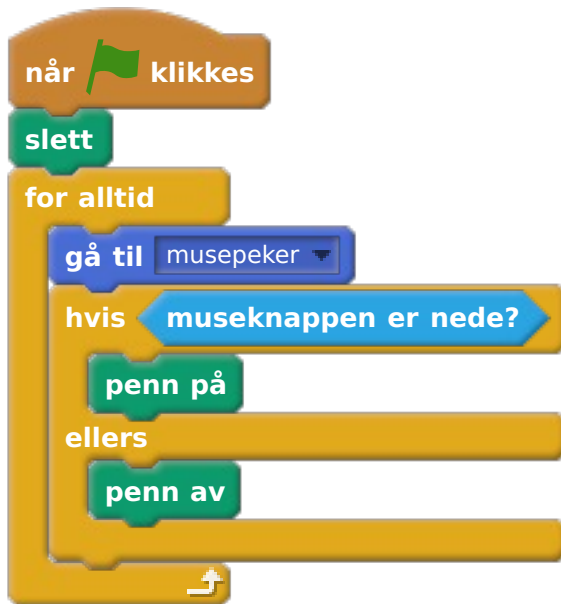 når klikkes
slett
for alltid
gå til musepeker
hvis museknappen er nede?
penn på
ellers
penn av